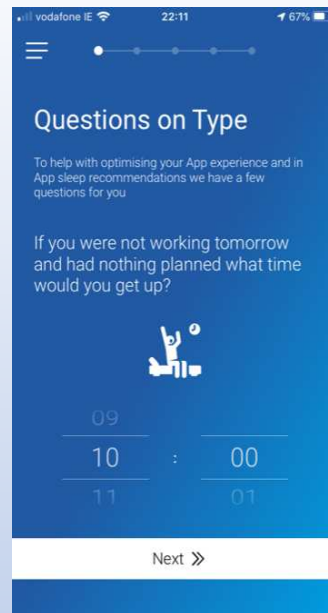 vodafone IE 22:11 67%
Questions on Type
To help with optimising your App experience and in
App sleep recommendations we have a few
questions for you
If you were not working tomorrow
and had nothing planned what time
would you get up?
09
10 : 00
11 01
Next »